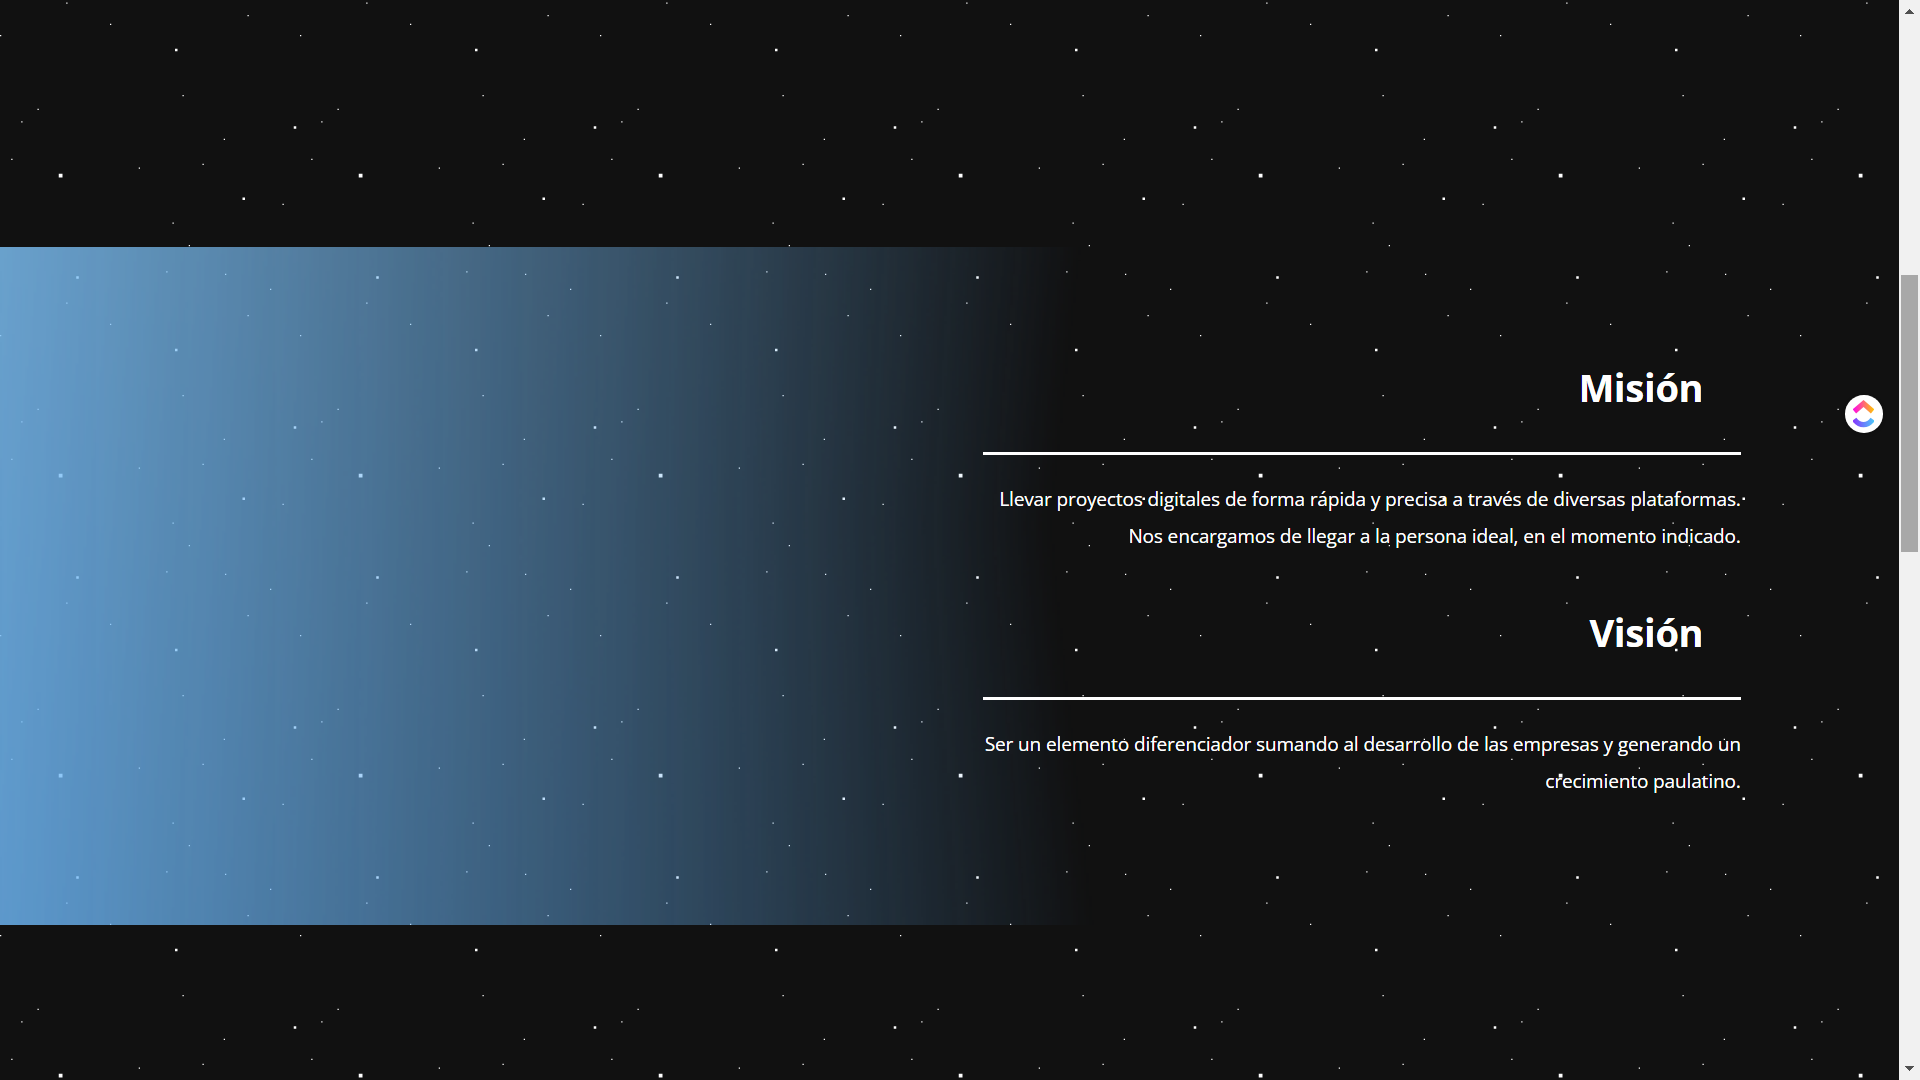 Misión
Llevar proyectos digitales de forma rápida y precisa a través de diversas plataformas.
Nos encargamos de llegar a la persona ideal, en el momento indicado.
Visión
Ser un elemento diferenciador sumando al desarrollo de las empresas y generando un
crecimiento paulatino.